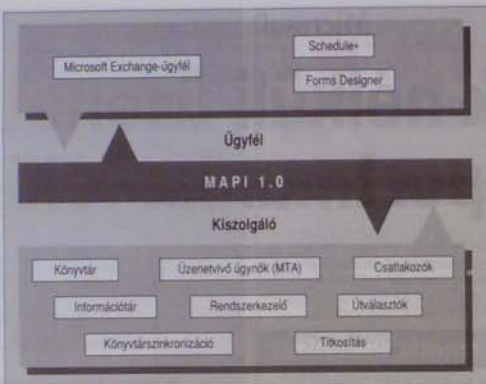 Schedule+
Microsoft Exchange-ügyfél
Forms Designer
Ügyfél
MAPI 1.0
Kiszolgáló
Könyvtár
Üzenetvivő ügynök (MTA)
Csatlakozók
Információtár
Rendszerkezelő
Útválasztók
Könyvtárszinkronizáció
Titkosítás